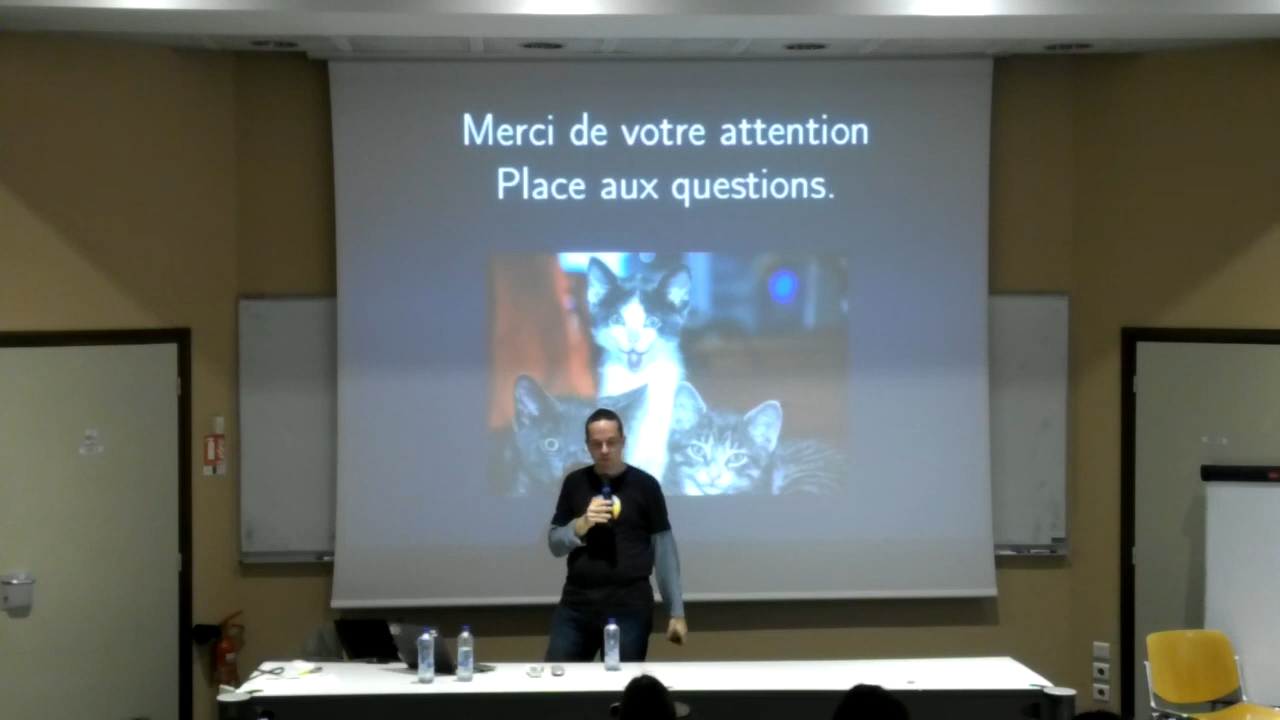 Merci de votre attention
Place aux questions.